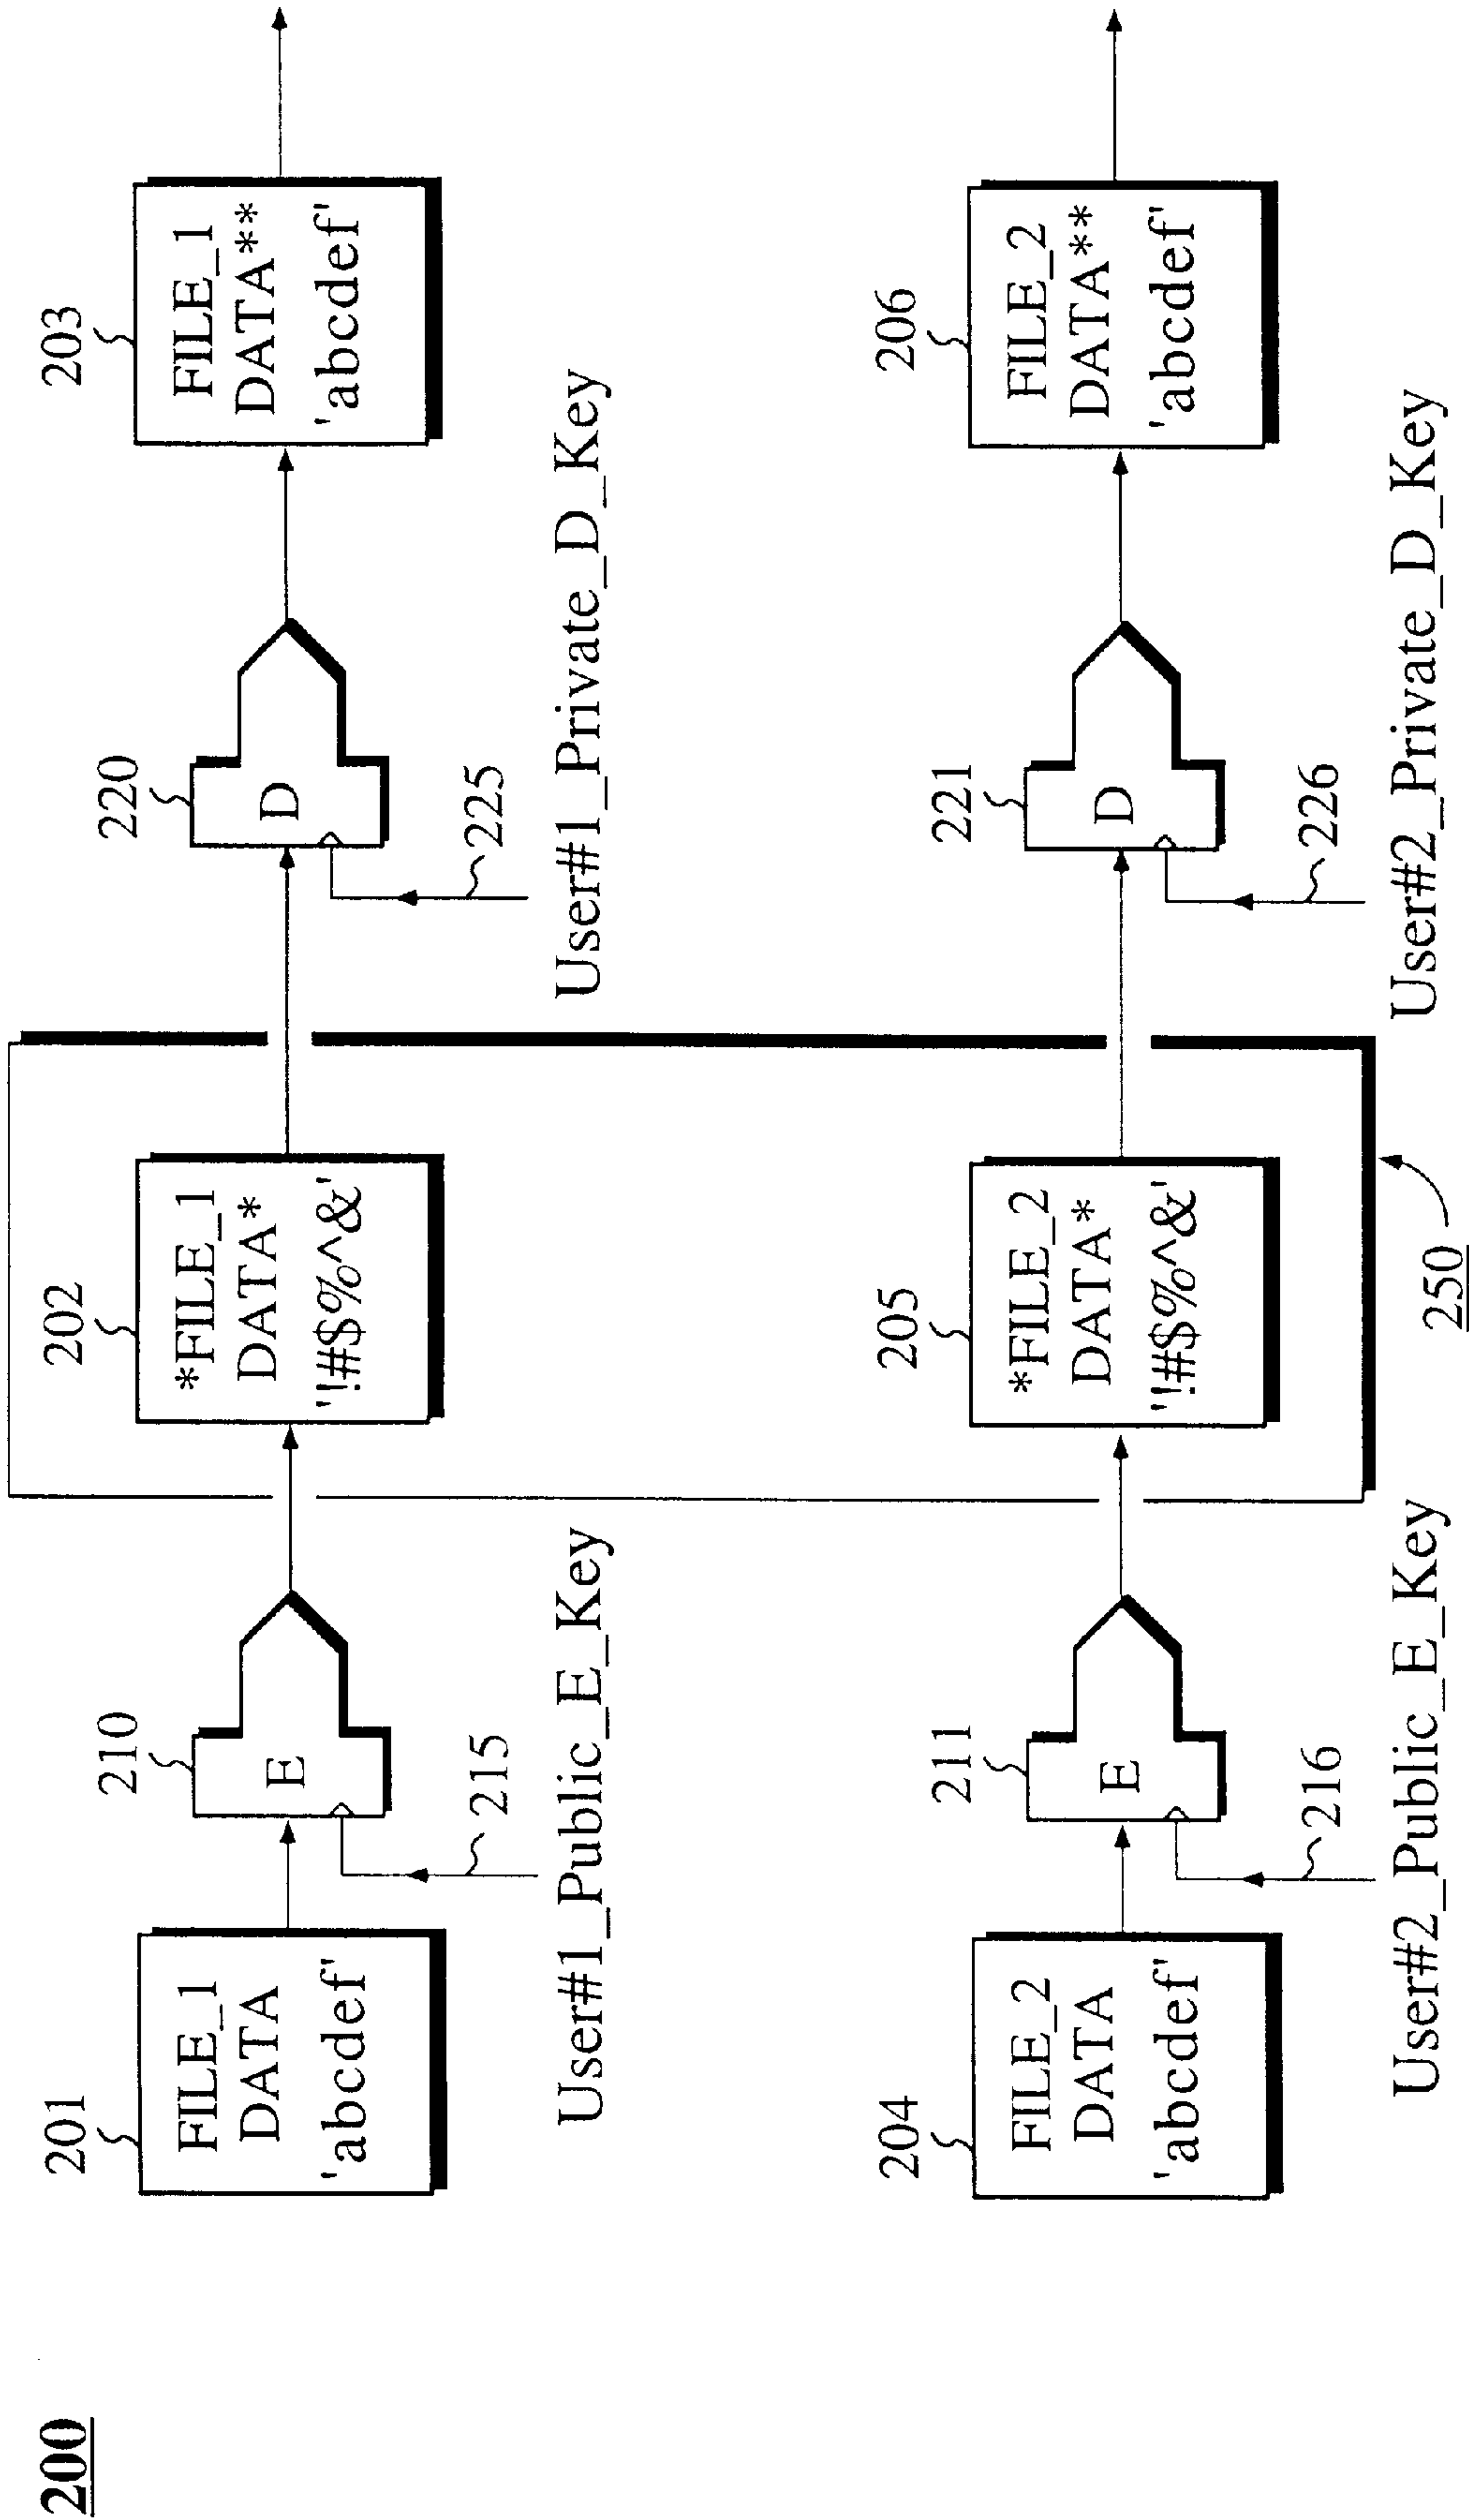 200
201
FILE_1
DATA
'abcdef'
210
E
215
User#1_Public_E_Key
202
*FILE_1
DATA*
'!#$%^&'
220
D
225
User#1_Private_D_Key
203
FILE_1
DATA**
'abcdef'
204
FILE_2
DATA
'abcdef'
211
E
216
User#2_Public_E_Key
205
*FILE_2
DATA*
'!#$%^&'
250
221
D
226
User#2_Private_D_Key
206
FILE_2
DATA**
'abcdef'